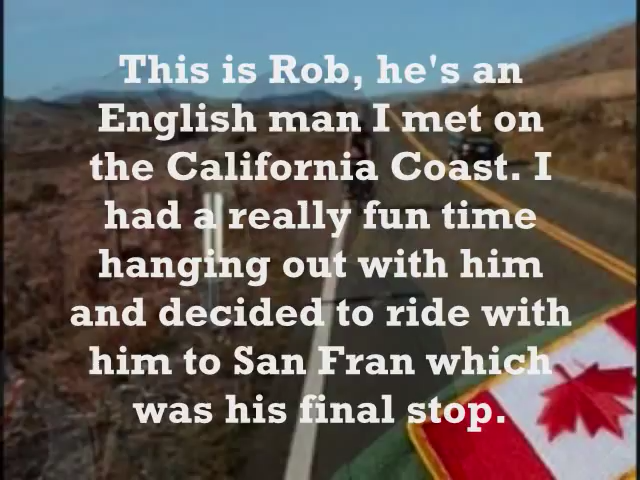 This is Rob, he's an
English man I met on
the California Coast. I
had a really fun time
hanging out with him
and decided to ride with
him to San Fran which
was his final stop.